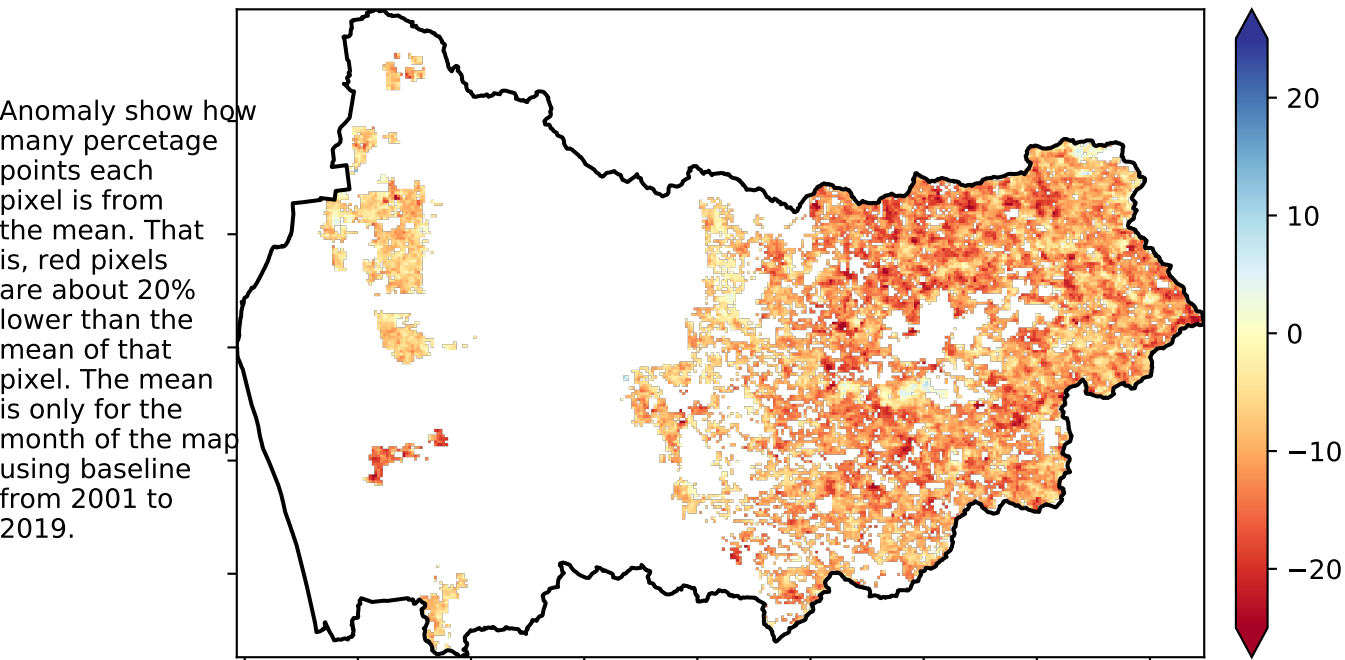 Anomaly show how
many percetage
points each
pixel is from
the mean. That
is, red pixels
are about 20%
lower than the
mean of that
pixel. The mean
is only for the
month of the map
using baseline
from 2001 to
2019.
20
10
0
−10
−20